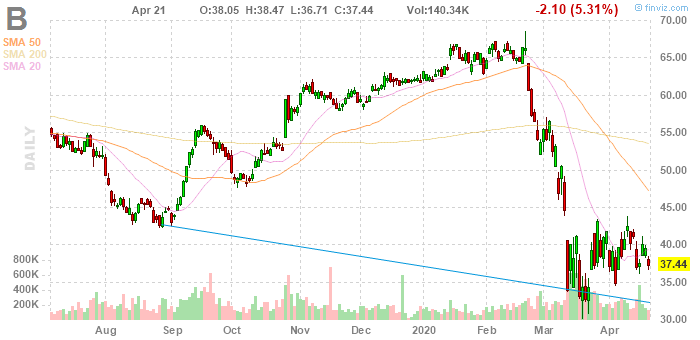 B Apr 21 O:38.05 H:38.47 L:36.71 C:37.44 Vol:140.34K -2.10 (5.31%)
© finviz.com
SMA 50
SMA 200
SMA 20
DAILY
70.00
65.00
60.00
55.00
50.00
45.00
40.00
37.44
35.00
30.00
800K
600K
400K
200K
Aug Sep Oct Nov Dec 2020 Feb Mar Apr